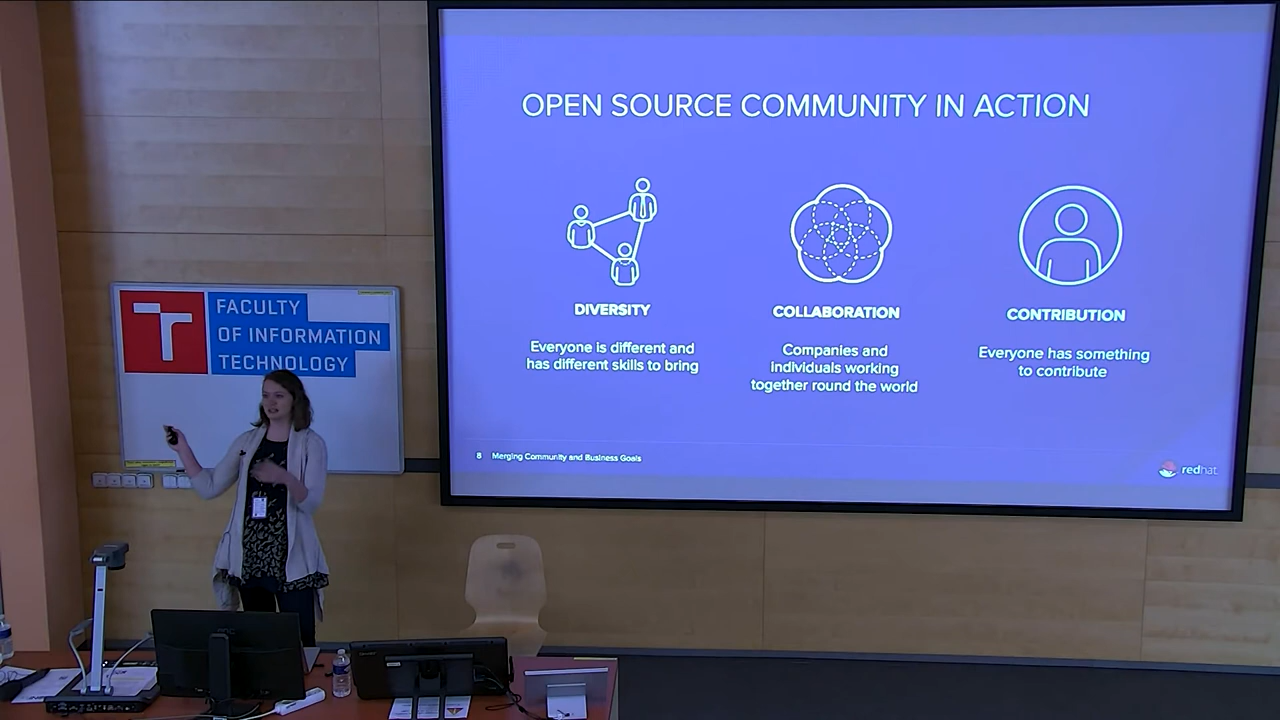 OPEN SOURCE COMMUNITY IN ACTION
DIVERSITY
Everyone is different and
has different skills to bring
COLLABORATION
Companies and
individuals working
together round the world
CONTRIBUTION
Everyone has something
to contribute
8 Merging Community and Business Goals
redhat
FACULTY
OF INFORMATION
TECHNOLOGY